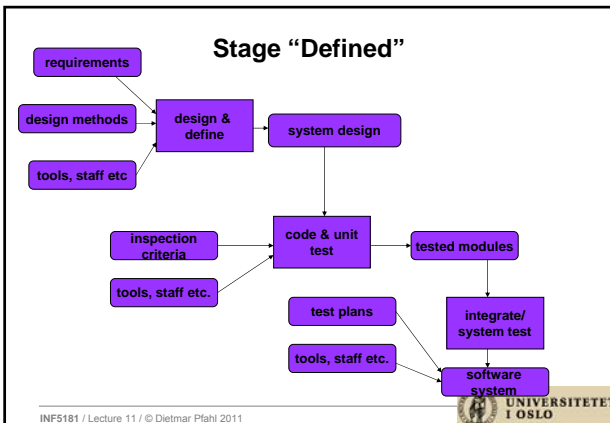 Stage “Defined”
requirements
design methods
tools, staff etc
design &
define
system design
inspection
criteria
tools, staff etc.
code & unit
test
tested modules
test plans
tools, staff etc.
integrate/
system test
software
system
INF5181 / Lecture 11 / © Dietmar Pfahl 2011
UNIVERSITETET
I OSLO